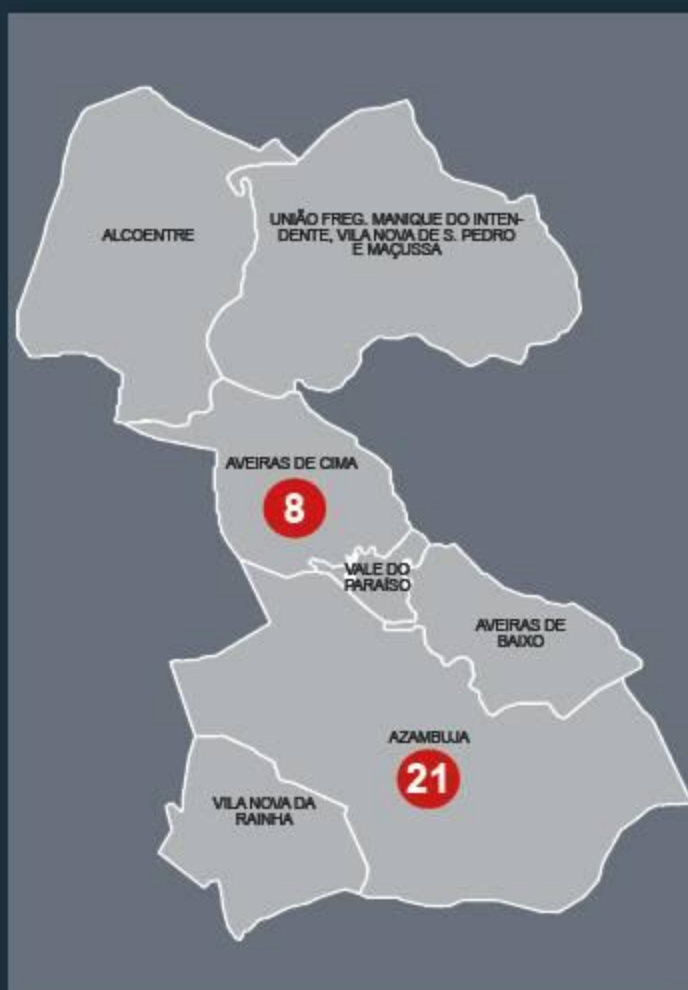 ALCOENTRE
UNIÃO FREG. MANIQUE DO INTEN-
DENTE, VILA NOVA DE S. PEDRO
E MAÇUSSA
AVEIRAS DE CIMA
8
VALE DO
PARAÍSO
AVEIRAS DE
BAIXO
AZAMBUJA
21
VILA NOVA DA
RAINHA